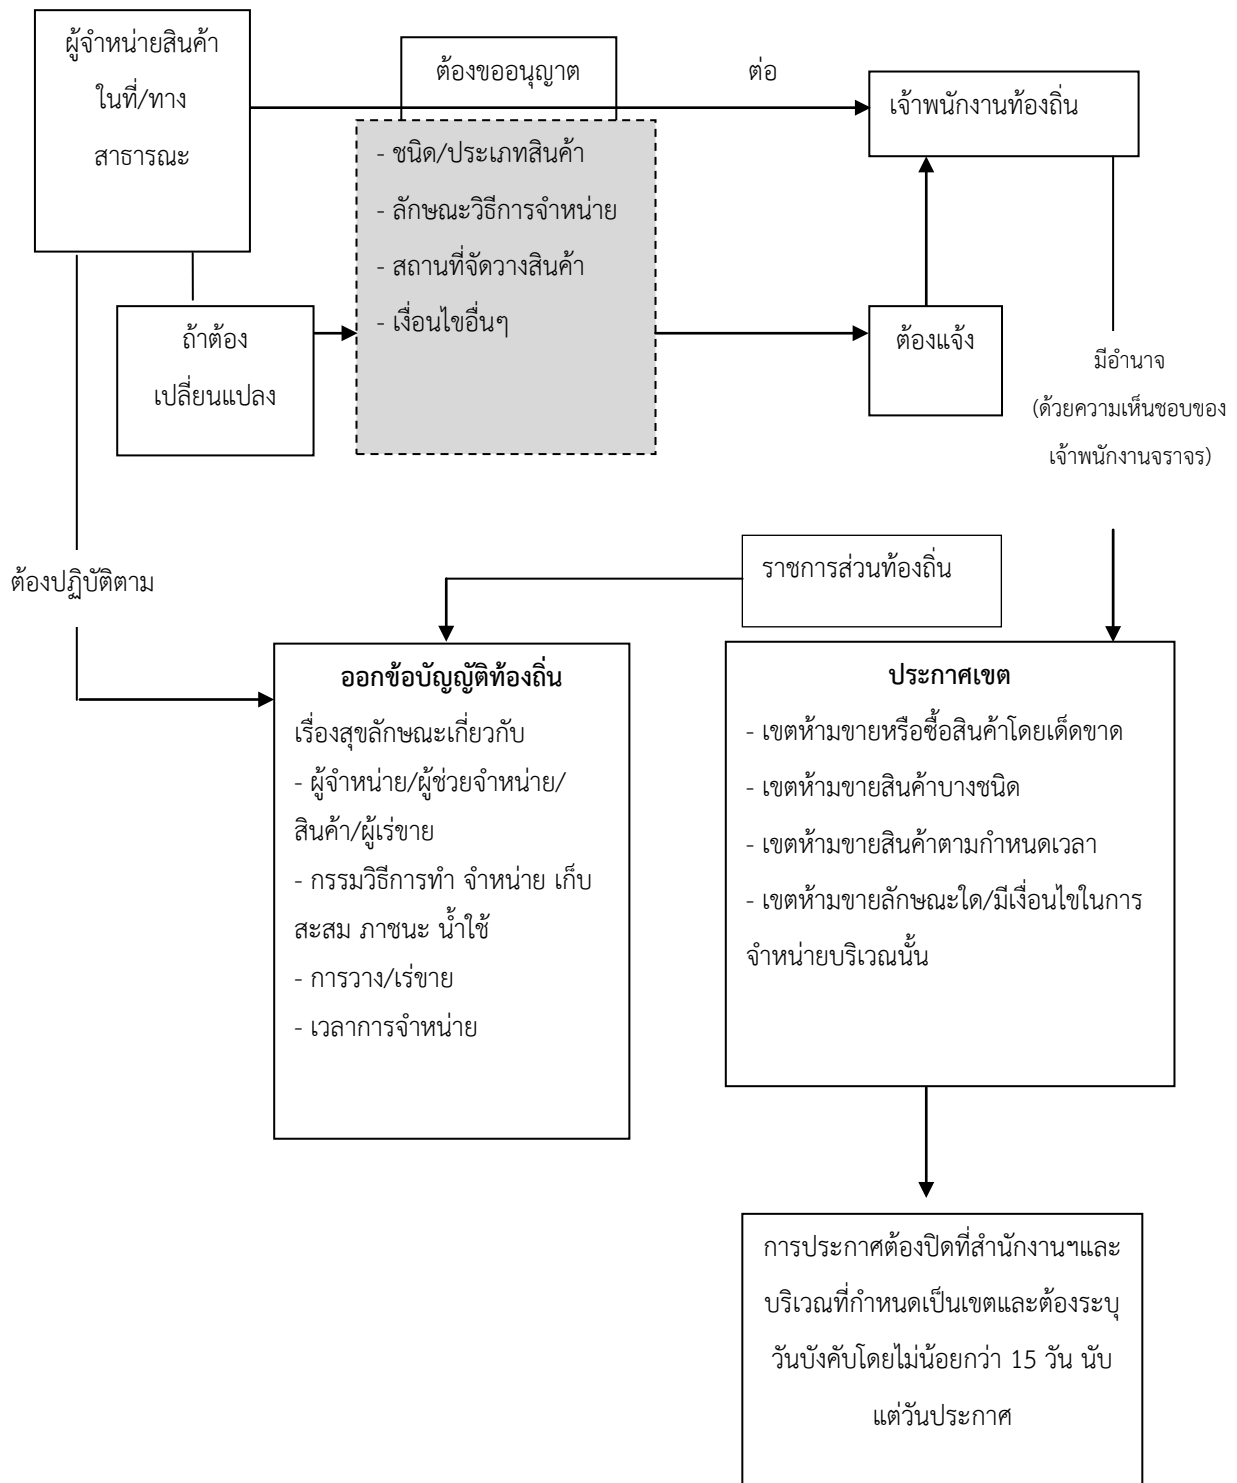 ผู้จำหน่ายสินค้า
ในที่/ทาง
สาธารณะ
ต้องขออนุญาต
ต่อ
เจ้าพนักงานท้องถิ่น
- ชนิด/ประเภทสินค้า
- ลักษณะวิธีการจำหน่าย
- สถานที่จัดวางสินค้า
- เงื่อนไขอื่นๆ
ถ้าต้อง
เปลี่ยนแปลง
ต้องแจ้ง
มีอำนาจ
(ด้วยความเห็นชอบของ
เจ้าพนักงานจราจร)
ต้องปฏิบัติตาม
ราชการส่วนท้องถิ่น
ออกข้อบัญญัติท้องถิ่น
เรื่องสุขลักษณะเกี่ยวกับ
- ผู้จำหน่าย/ผู้ช่วยจำหน่าย/
สินค้า/ผู้เร่ขาย
- กรรมวิธีการทำ จำหน่าย เก็บ
สะสม ภาชนะ น้ำใช้
- การวาง/เร่ขาย
- เวลาการจำหน่าย
ประกาศเขต
- เขตห้ามขายหรือซื้อสินค้าโดยเด็ดขาด
- เขตห้ามขายสินค้าบางชนิด
- เขตห้ามขายสินค้าตามกำหนดเวลา
- เขตห้ามขายลักษณะใด/มีเงื่อนไขในการ
จำหน่ายบริเวณนั้น
การประกาศต้องปิดที่สำนักงานฯและ
บริเวณที่กำหนดเป็นเขตและต้องระบุ
วันบังคับโดยไม่น้อยกว่า 15 วัน นับ
แต่วันประกาศ